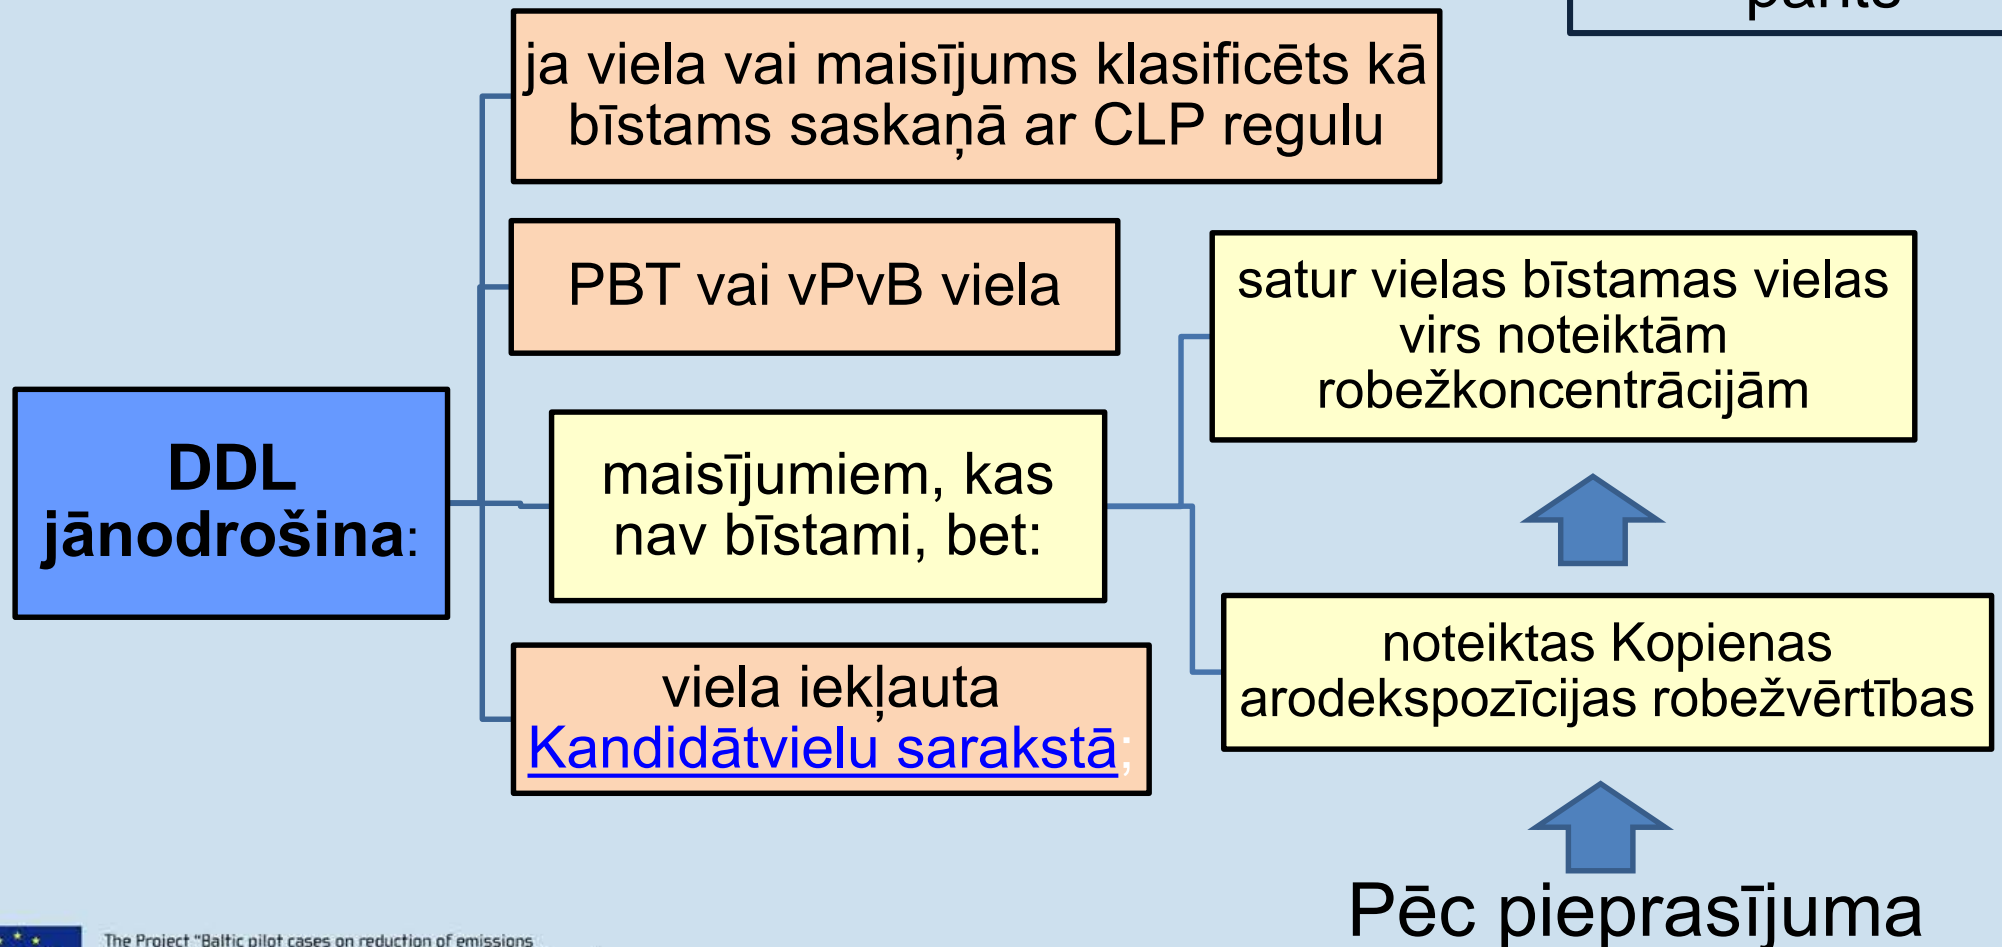 pants
ja viela vai maisījums klasificēts kā
bīstams saskaņā ar CLP regulu
PBT vai vPvB viela
satur vielas bīstamas vielas
virs noteiktām
robežkoncentrācijām
DDL
jānodrošina:
maisījumiem, kas
nav bīstami, bet:
noteiktas Kopienas
arodekspozīcijas robežvērtības
viela iekļauta
Kandidātvielu sarakstā;
Pēc pieprasījuma
The Project "Baltic pilot cases on reduction of emissions